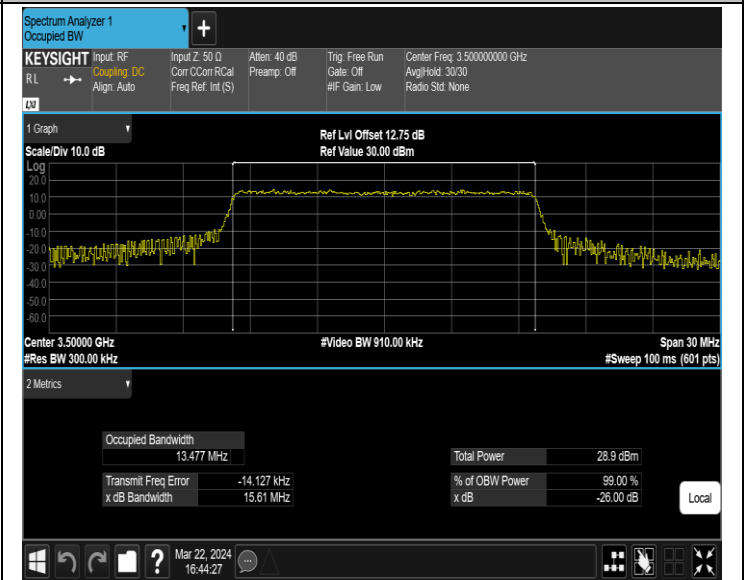 Spectrum Analyzer 1
Occupied BW
+
KEYSIGHT
R L
LXI
Input: RF
Coupling: DC
Align: Auto
Input Z: 50 Ω
Corr CCorr RCal
Freq Ref: Int (S)
Atten: 40 dB
Preamp: Off
Trig: Free Run
Gate: Off
#IF Gain: Low
Center Freq: 3.500000000 GHz
Avg|Hold: 30/30
Radio Std: None
1 Graph
Scale/Div 10.0 dB
Ref Lvl Offset 12.75 dB
Ref Value 30.00 dBm
Log
20.0
10.0
0.00
-10.0
-20.0
-30.0
-40.0
-50.0
-60.0
Center 3.50000 GHz
#Res BW 300.00 kHz
#Video BW 910.00 kHz
Span 30 MHz
#Sweep 100 ms (601 pts)
2 Metrics
Occupied Bandwidth
13.477 MHz
Total Power 28.9 dBm
Transmit Freq Error -14.127 kHz
% of OBW Power 99.00 %
x dB Bandwidth 15.61 MHz
x dB -26.00 dB
Local
?
Mar 22, 2024
16:44:27